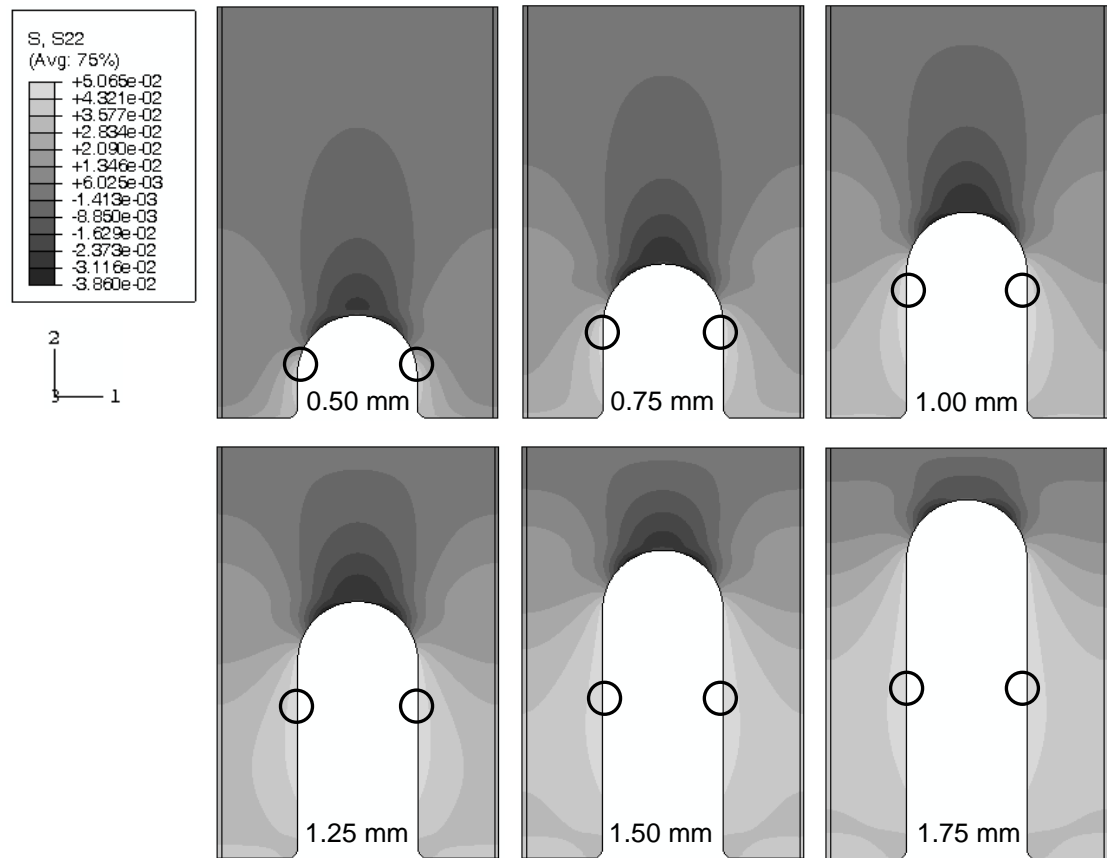 S, S22
(Avg: 75%)
+5.065e-02
+4.321e-02
+3.577e-02
+2.834e-02
+2.090e-02
+1.346e-02
+6.025e-03
-1.413e-03
-8.850e-03
-1.629e-02
-2.373e-02
-3.116e-02
-3.860e-02
2
3 1
0.50 mm
0.75 mm
1.00 mm
1.25 mm
1.50 mm
1.75 mm